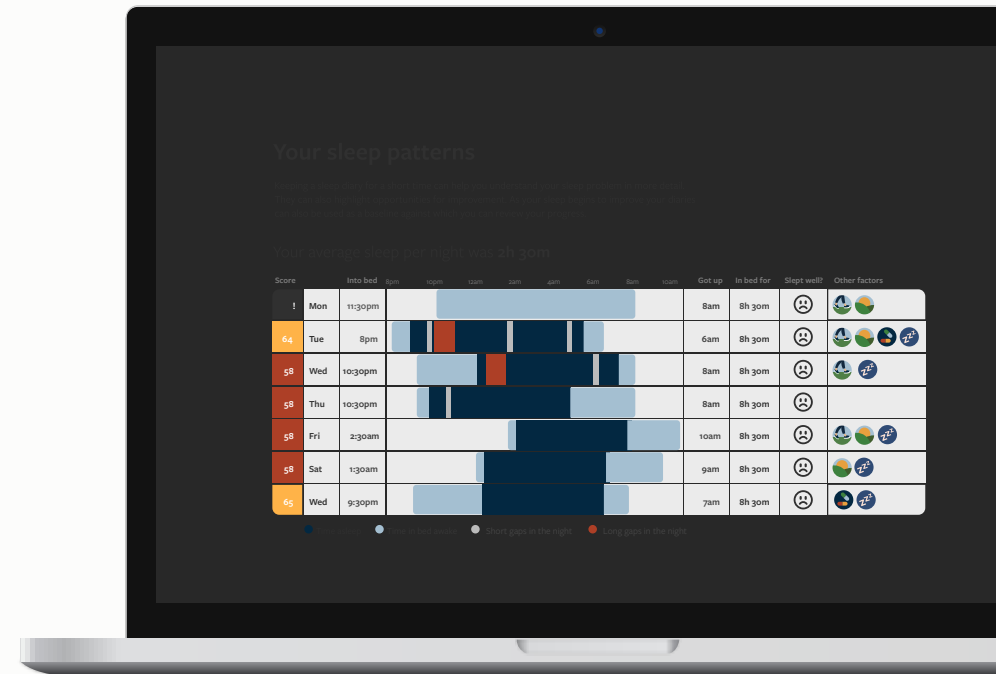 Your sleep patterns
Your average sleep per night was 2h 30m
Score Into bed 8pm 10pm 12am 2am 4am 6am 8am 10am Got up In bed for Slept well? Other factors
! Mon 11:30pm 8am 8h 30m
64 Tue 8pm 6am 8h 30m
58 Wed 10:30pm 8am 8h 30m
58 Thu 10:30pm 8am 8h 30m
58 Fri 2:30am 10am 8h 30m
58 Sat 1:30am 9am 8h 30m
65 Wed 9:30pm 7am 8h 30m
Short gaps in the night Long gaps in the night